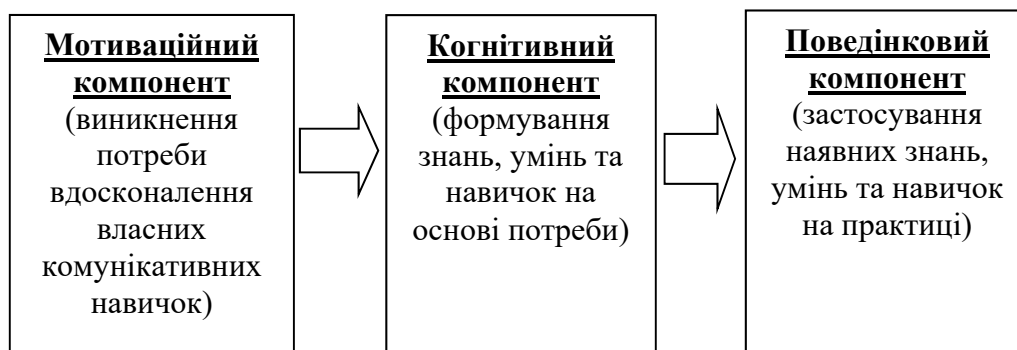 Мотиваційний
компонент
(виникнення
потреби
вдосконалення
власних
комунікативних
навичок)
Когнітивний
компонент
(формування
знань, умінь та
навичок на
основі потреби)
Поведінковий
компонент
(застосування
наявних знань,
умінь та навичок
на практиці)